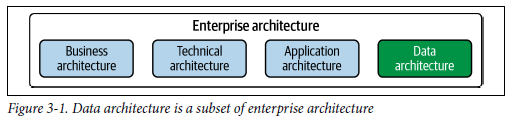 Enterprise architecture
Business
architecture
Technical
architecture
Application
architecture
Data
architecture
Figure 3-1. Data architecture is a subset of enterprise architecture